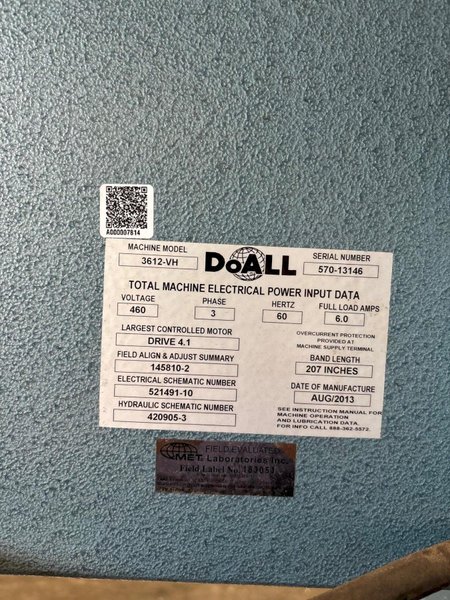 A000007814
MACHINE MODEL
3612-VH
DoALL
SERIAL NUMBER
570-13146
TOTAL MACHINE ELECTRICAL POWER INPUT DATA
VOLTAGE PHASE HERTZ FULL LOAD AMPS
460 3 60 6.0
LARGEST CONTROLLED MOTOR
DRIVE 4.1
OVERCURRENT PROTECTION
PROVIDED AT
MACHINE SUPPLY TERMINAL
FIELD ALIGN & ADJUST SUMMARY
145810-2
BAND LENGTH
207 INCHES
ELECTRICAL SCHEMATIC NUMBER
521491-10
DATE OF MANUFACTURE
AUG/2013
HYDRAULIC SCHEMATIC NUMBER
420905-3
SEE INSTRUCTION MANUAL FOR
MACHINE OPERATION
AND LUBRICATION DATA.
FOR INFO CALL 888-362-5572.
FIELD EVALUATED
MET Laboratories Inc.
Field Label No.